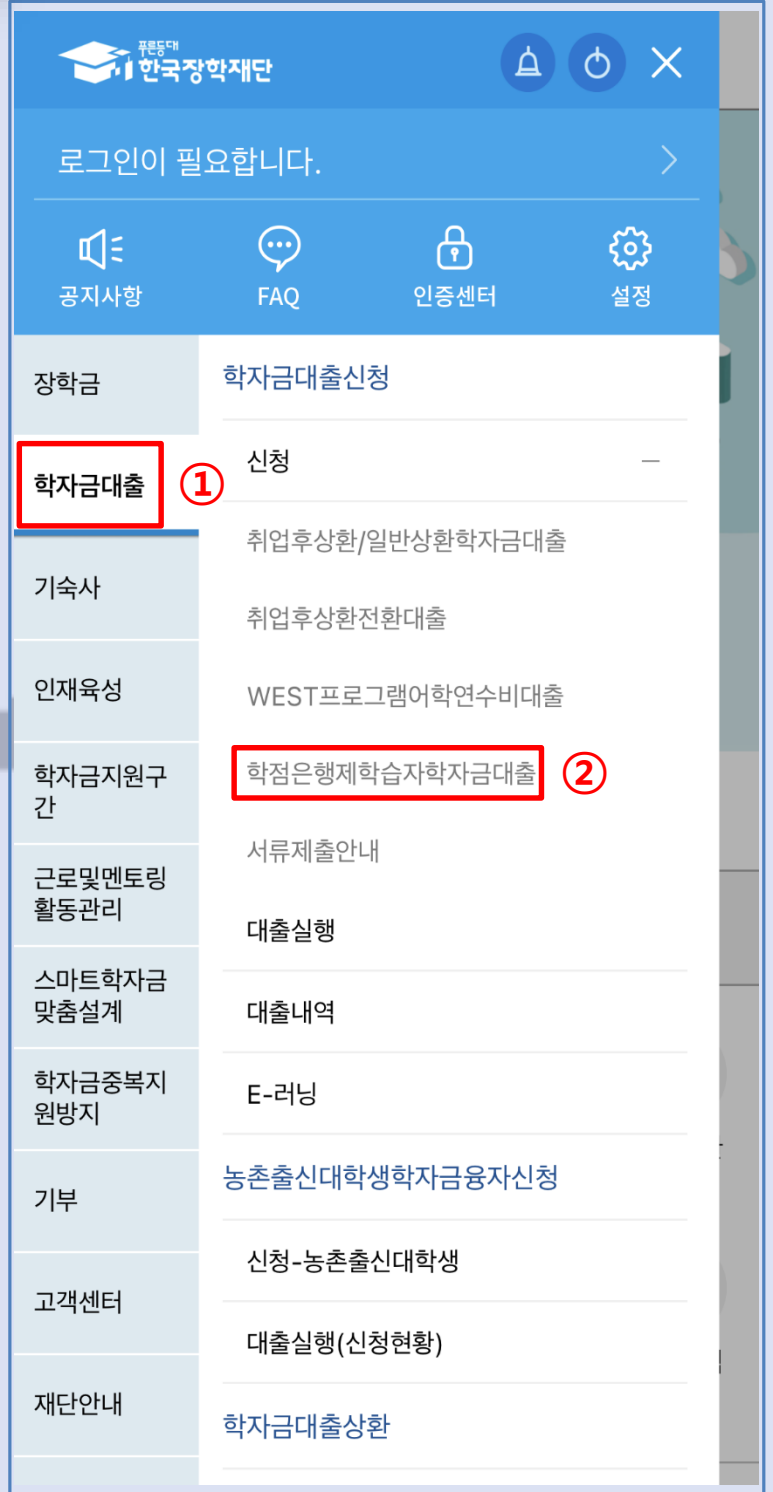 푸른등대
한국장학재단
로그인이 필요합니다.
공지사항
FAQ
인증센터
설정
장학금
학자금대출
①
기숙사
인재육성
학자금지원구
간
근로및멘토링
활동관리
스마트학자금
맞춤설계
학자금중복지
원방지
기부
고객센터
재단안내
학자금대출신청
신청
취업후상환/일반상환학자금대출
취업후상환전환대출
WEST프로그램어학연수비대출
학점은행제학습자학자금대출
②
서류제출안내
대출실행
대출내역
E-러닝
농촌출신대학생학자금융자신청
신청-농촌출신대학생
대출실행(신청현황)
학자금대출상환